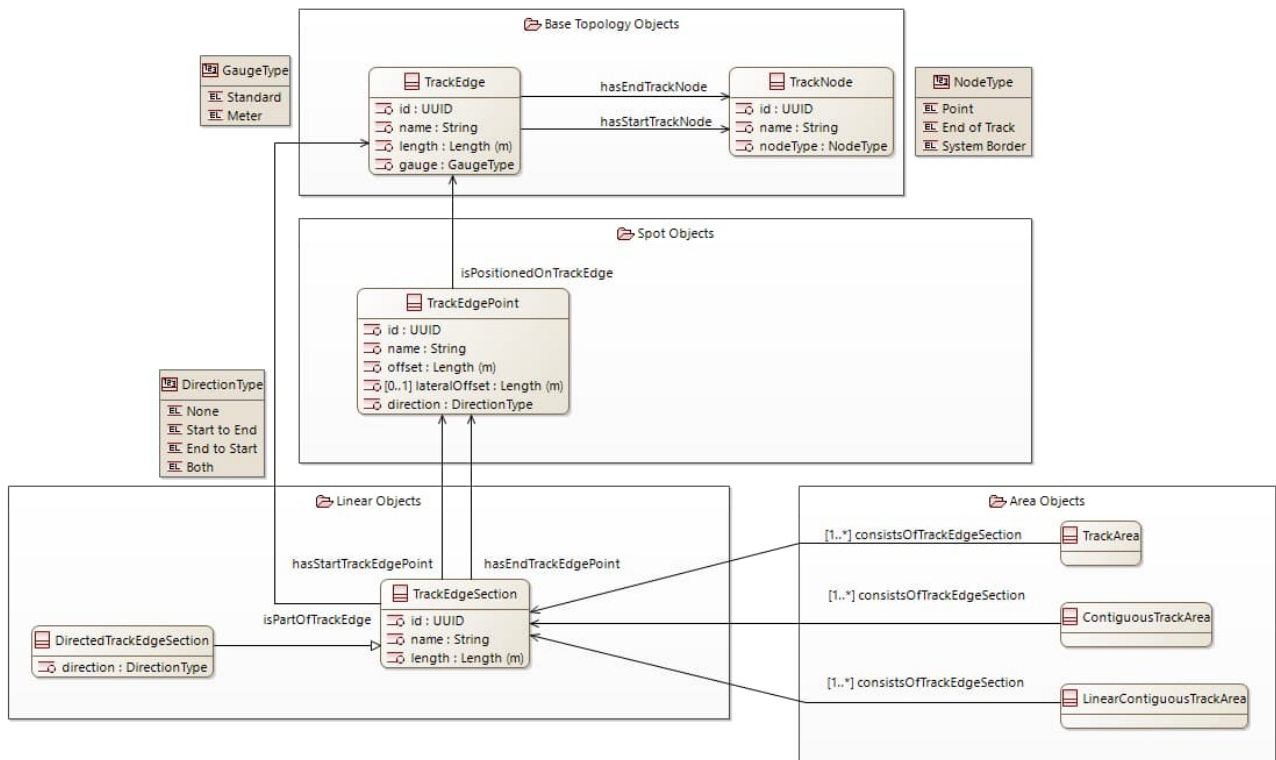 Base Topology Objects
GaugeType
Standard
Meter
TrackEdge
id : UUID
name : String
length : Length (m)
gauge : GaugeType
hasEndTrackNode
hasStartTrackNode
TrackNode
id : UUID
name : String
nodeType : NodeType
NodeType
Point
End of Track
System Border
Spot Objects
isPositionedOnTrackEdge
TrackEdgePoint
id : UUID
name : String
offset : Length (m)
[0..1] lateralOffset : Length (m)
direction : DirectionType
DirectionType
None
Start to End
End to Start
Both
Linear Objects
hasStartTrackEdgePoint
hasEndTrackEdgePoint
isPartOfTrackEdge
TrackEdgeSection
id : UUID
name : String
length : Length (m)
DirectedTrackEdgeSection
direction : DirectionType
Area Objects
[1..*] consistsOfTrackEdgeSection
TrackArea
[1..*] consistsOfTrackEdgeSection
ContiguousTrackArea
[1..*] consistsOfTrackEdgeSection
LinearContiguousTrackArea